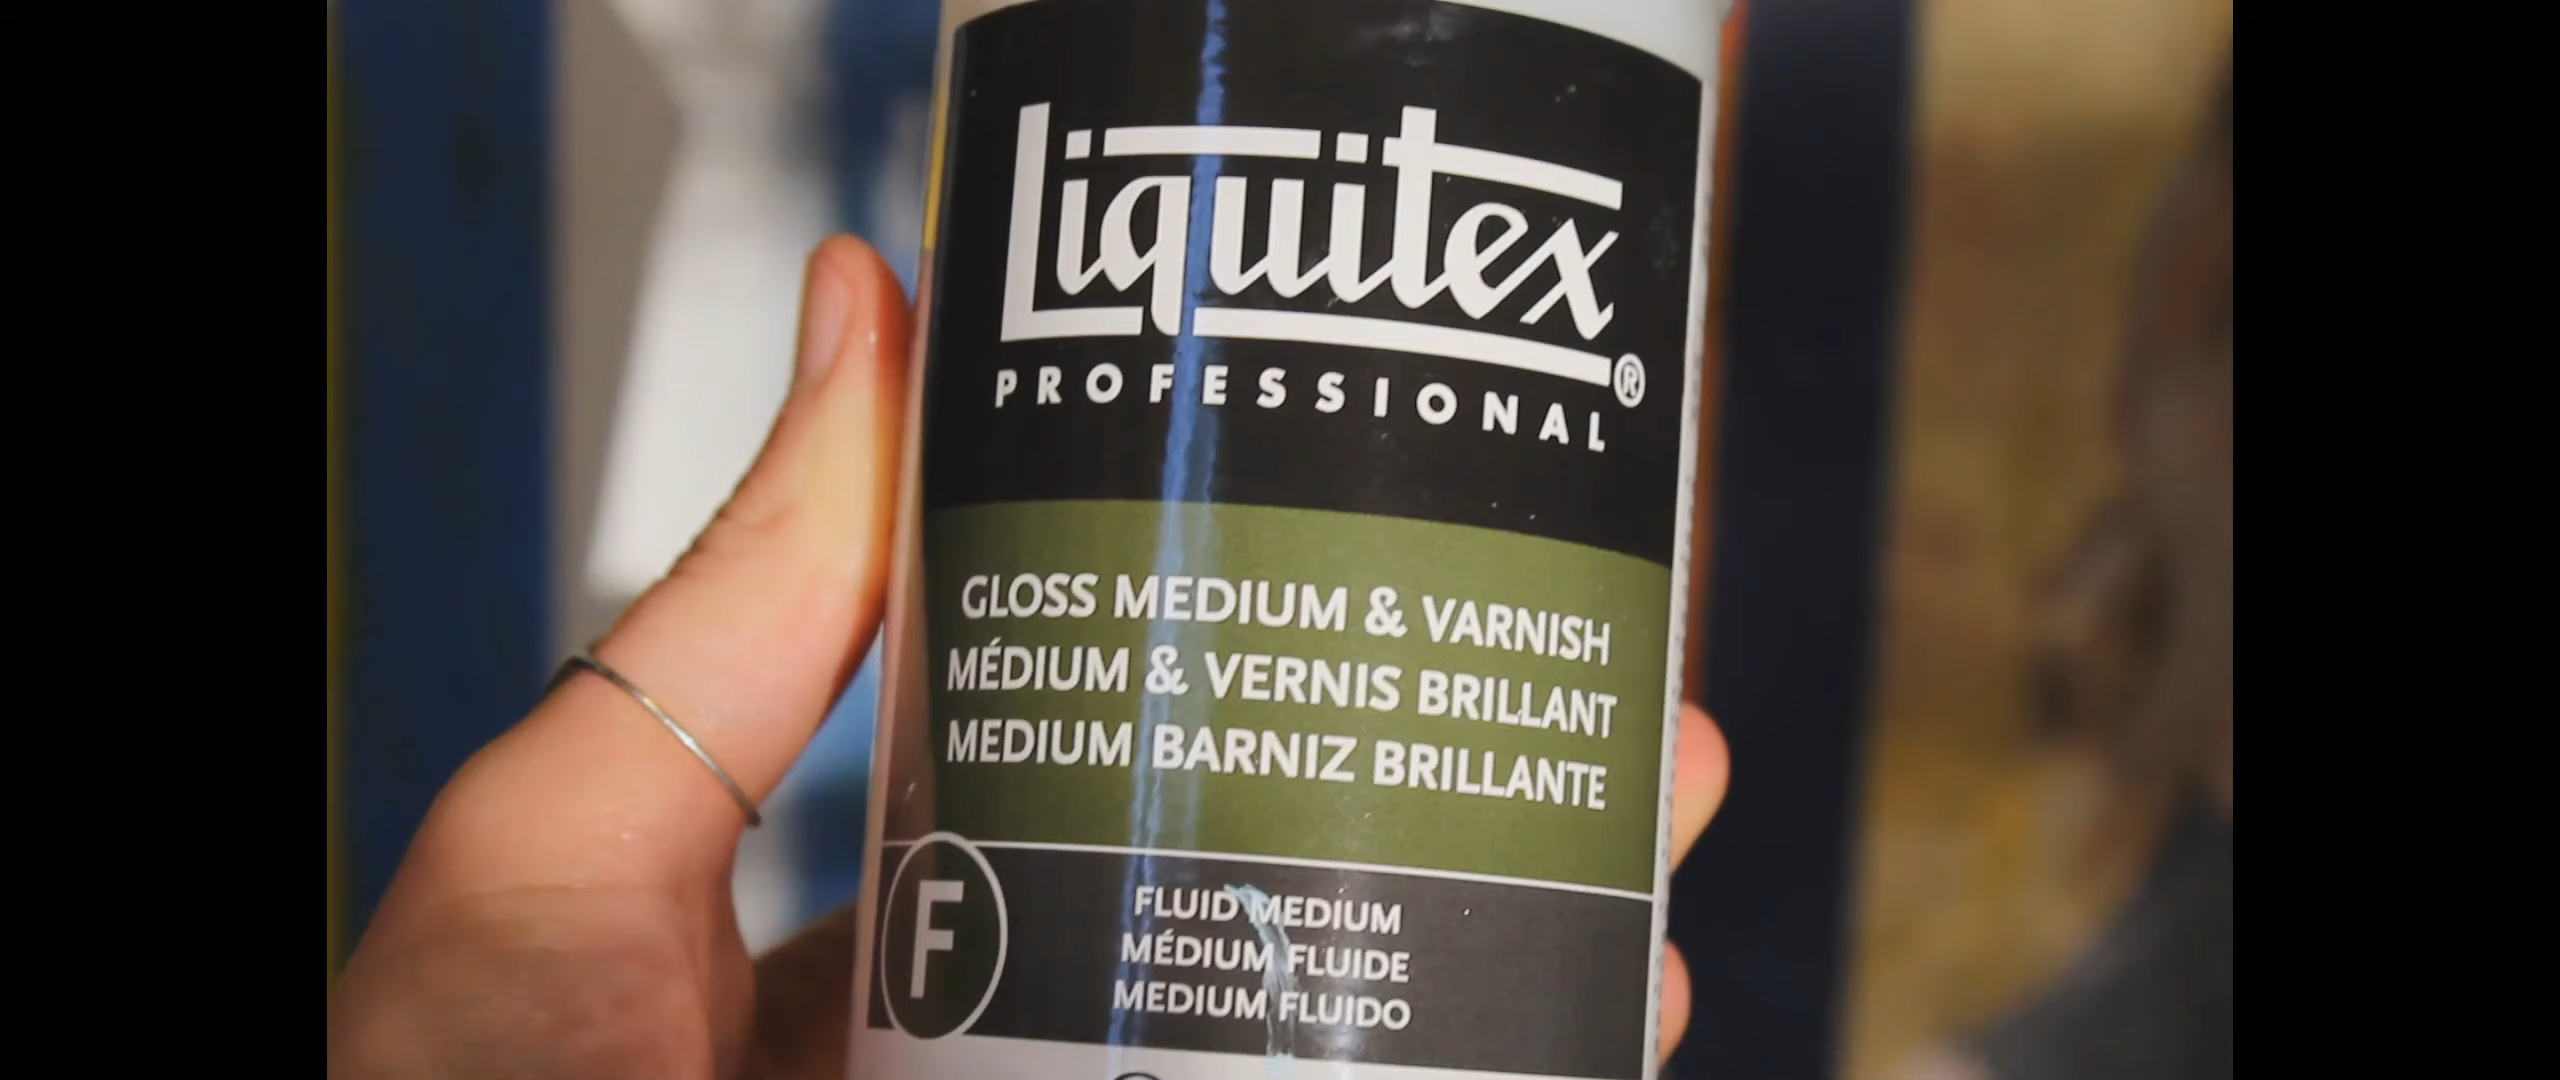 Liquitex®
PROFESSIONAL
GLOSS MEDIUM & VARNISH
MÉDIUM & VERNIS BRILLANT
MEDIUM BARNIZ BRILLANTE
F
FLUID MEDIUM
MÉDIUM FLUIDE
MEDIUM FLUIDO